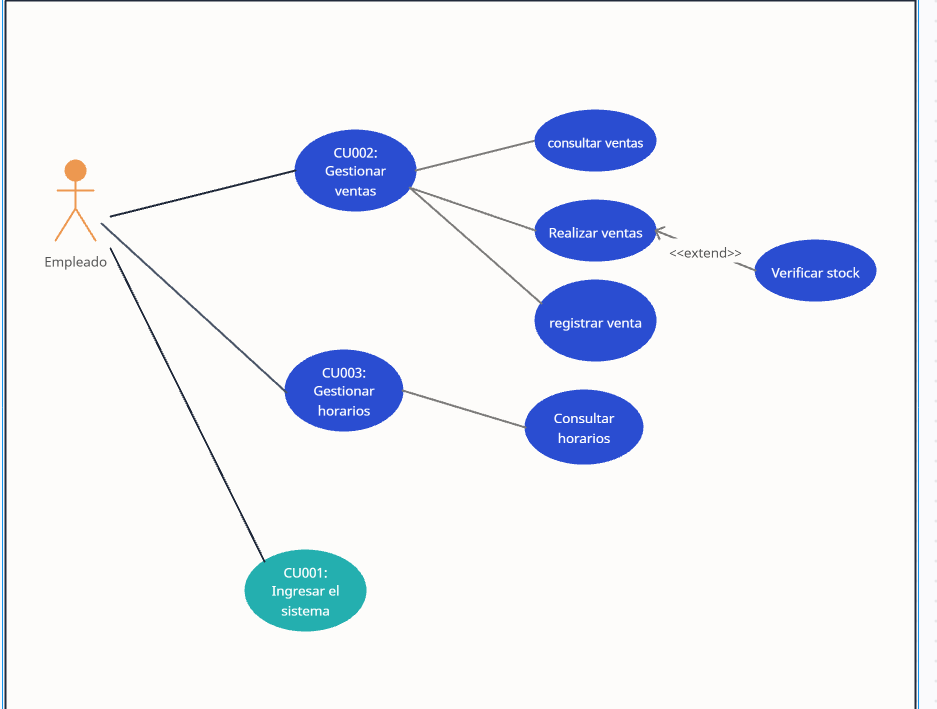 Empleado
CU002:
Gestionar
ventas
consultar ventas
Realizar ventas
<<extend>>
Verificar stock
registrar venta
CU003:
Gestionar
horarios
Consultar
horarios
CU001:
Ingresar el
sistema